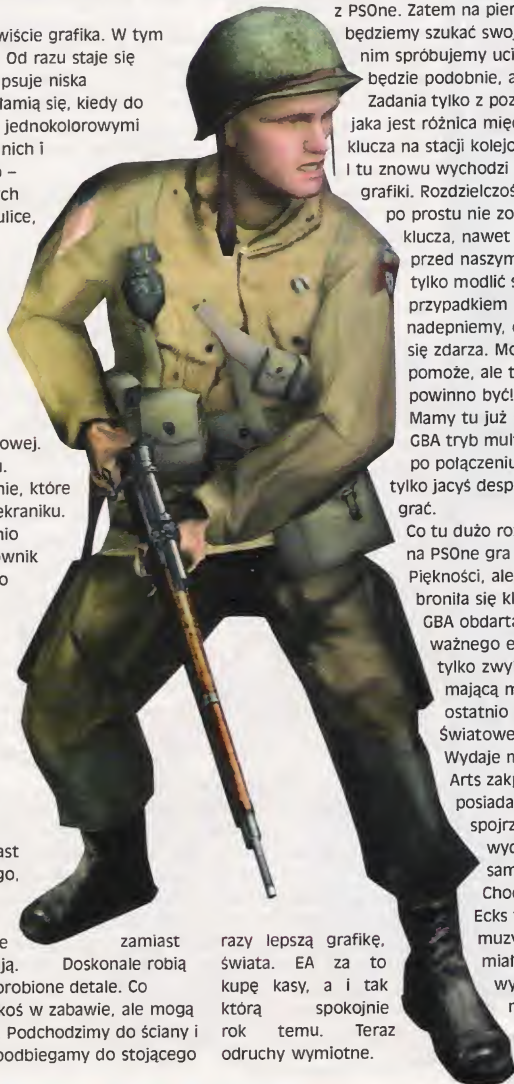 wiście grafika. W tym
Od razu staje się
psuje niska
łamią się, kiedy do
jednokolorowymi
nich i
–
ch
ulice,
owej.
u.
nie, które
ekraniku.
nio
ownik
o
ast
go,
e zamiast
ją. Doskonale robią
probione detale. Co
koś w zabawie, ale mogą
Podchodzimy do ściany i
podbiegamy do stojącego
razy lepszą grafikę,
świata. EA za to
kupę kasy, a i tak
którą spokojnie
rok temu. Teraz
odruchy wymiotne.
z PSOne. Zatem na pier
będziemy szukać swoj
nim spróbujemy uci
będzie podobnie, a
Zadania tylko z poz
jaka jest różnica mię
klucza na stacji kolejo
I tu znowu wychodzi
grafiki. Rozdzielczoś
po prostu nie zo
klucza, nawet
przed naszym
tylko modlić s
przypadkiem
nadepniemy, c
się zdarza. Mo
pomoże, ale t
powinno być!
Mamy tu już
GBA tryb mul
po połączeniu
tylko jacyś desp
grać.
Co tu dużo ro
na PSOne gra
Piękności, ale
broniła się kl
GBA obdarta
ważnego e
tylko zwy
mającą m
ostatnio
Światowe
Wydaje m
Arts zakp
posiada
spojrz
wyd
sam
Choc
Ecks
muzy
miał
wy